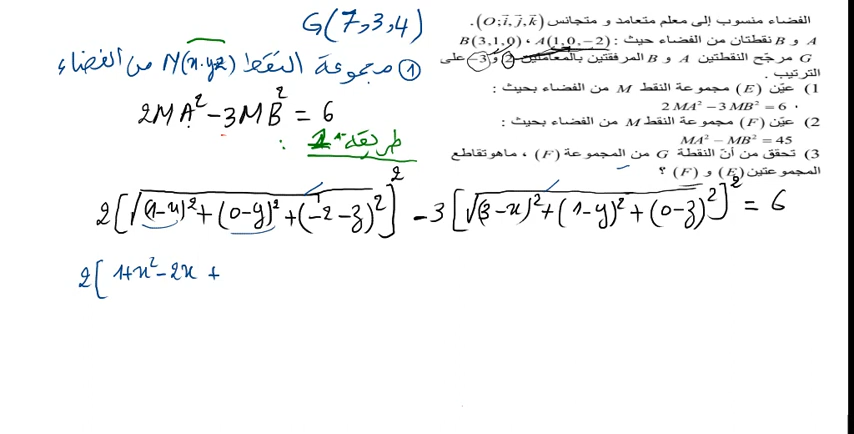 الفضاء منسوب إلى معلم متعامد و متجانس (O; i⃗, j⃗, k⃗).
A و B نقطتان من الفضاء حيث : A(1,0,−2) ، B(3,1,0)
G مرجّح النقطتين A و B المرفقتين بالمعاملين 2 و −3 على
الترتيب .
1) عيّن (E) مجموعة النقط M من الفضاء بحيث :
2MA² −3MB² = 6 .
2) عيّن (F) مجموعة النقط M من الفضاء بحيث :
MA² − MB² = 45
3) تحقق من أنّ النقطة G من المجموعة (F) ، ماهو تقاطع
المجموعتين (E) و (F) ؟
G(7,3,4)
① مجموعة النقط M(x.y.z) من الفضاء
2MA² − 3MB² = 6
طريقة 1 :
2[√((1−x)²+(0−y)²+(−2−z)²)]² − 3[√((3−x)²+(1−y)²+(0−z)²)]² = 6
2[ 1+x²−2x +